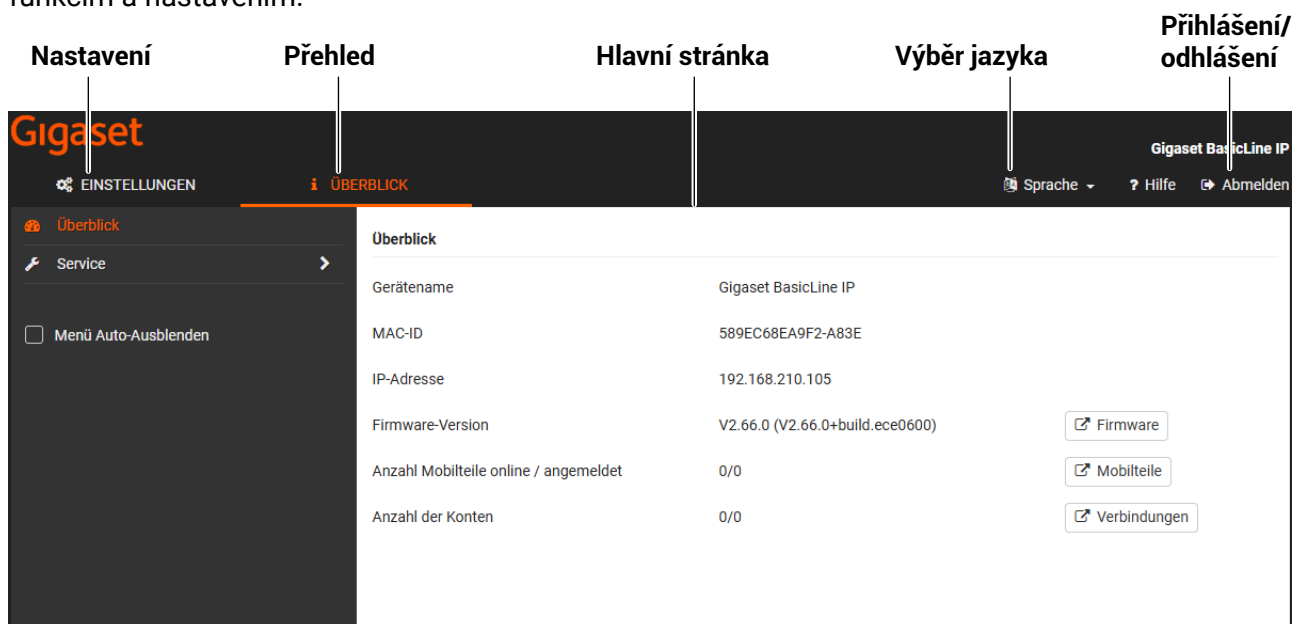 funkcím a nastavením.
Přihlášení/
Nastavení Přehled Hlavní stránka Výběr jazyka odhlášení
Gigaset
Gigaset BasicLine IP
EINSTELLUNGEN ÜBERBLICK Sprache ? Hilfe Abmelden
Überblick
Service
Menü Auto-Ausblenden
Überblick
Gerätename Gigaset BasicLine IP
MAC-ID 589EC68EA9F2-A83E
IP-Adresse 192.168.210.105
Firmware-Version V2.66.0 (V2.66.0+build.ece0600) Firmware
Anzahl Mobilteile online / angemeldet 0/0 Mobilteile
Anzahl der Konten 0/0 Verbindungen